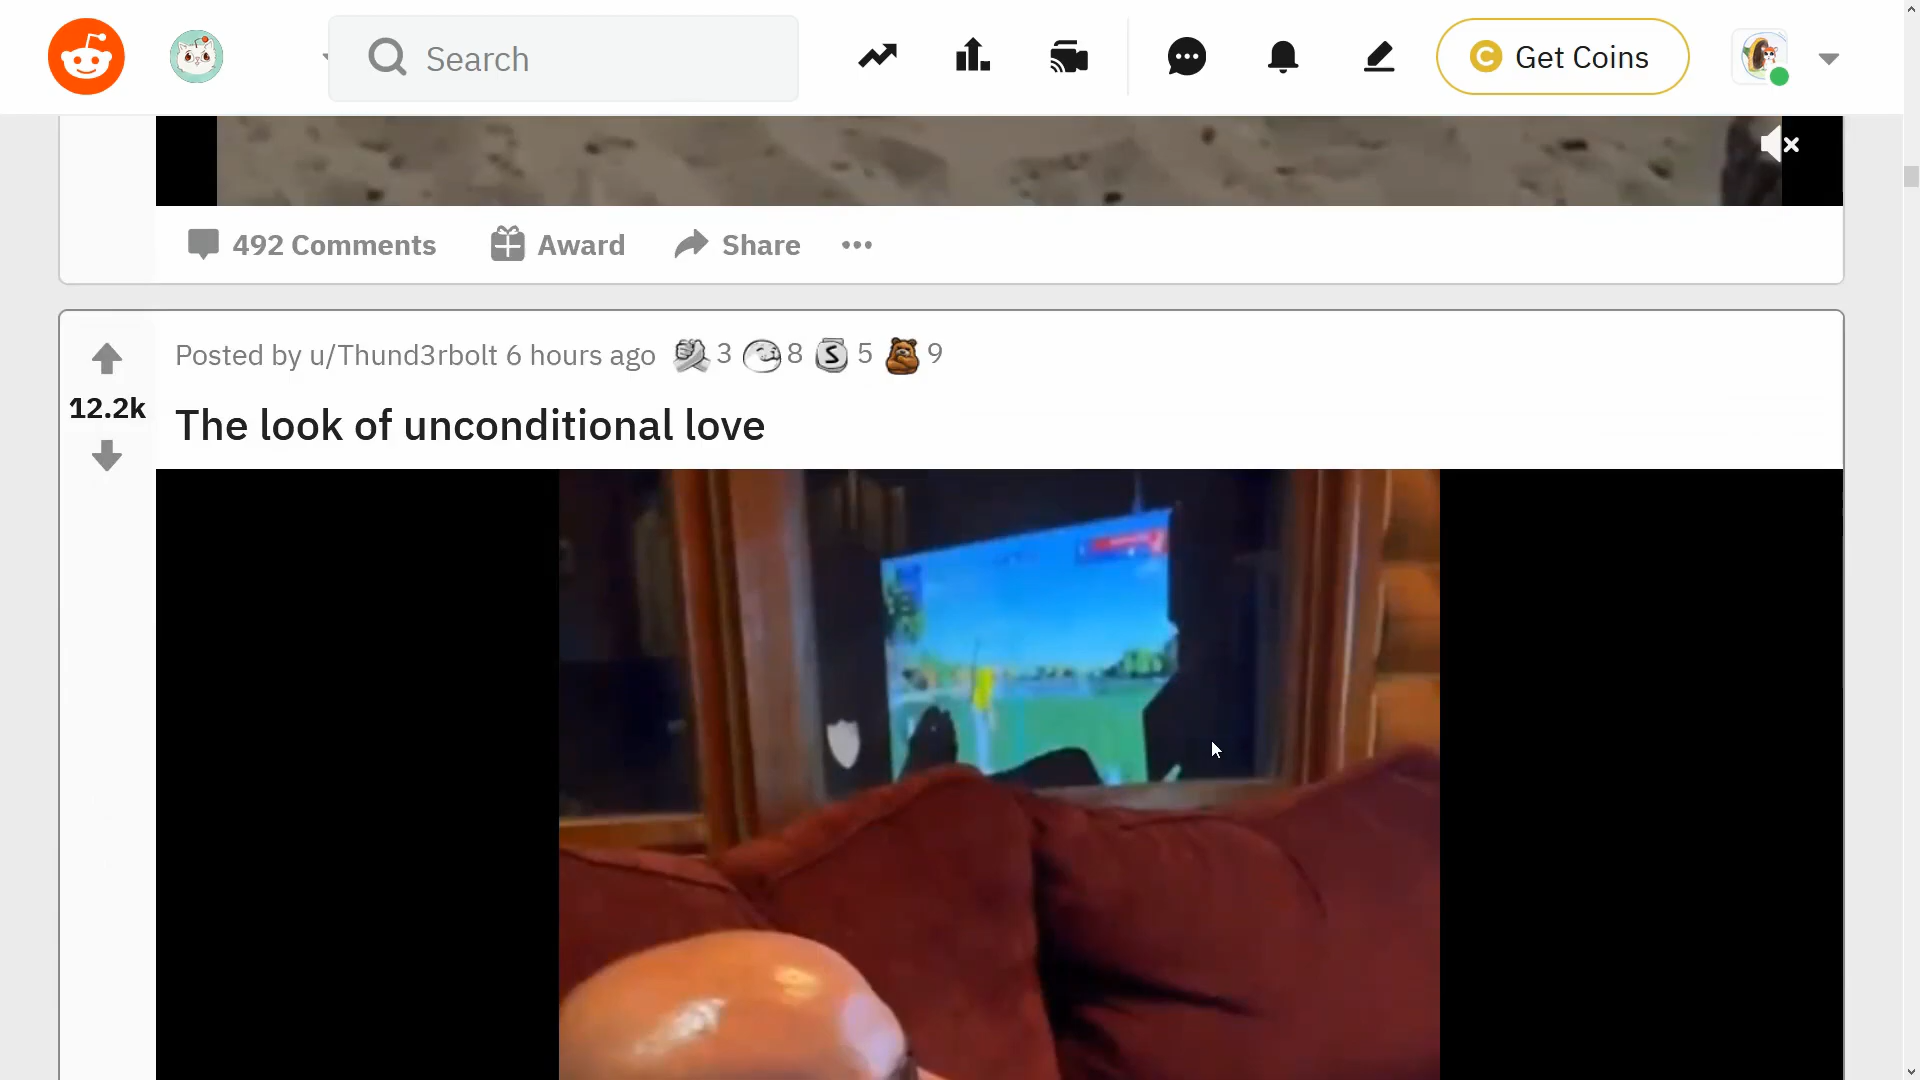 Search
Get Coins
492 Comments Award Share
Posted by u/Thund3rbolt 6 hours ago 3 8 S 5 9
12.2k
The look of unconditional love